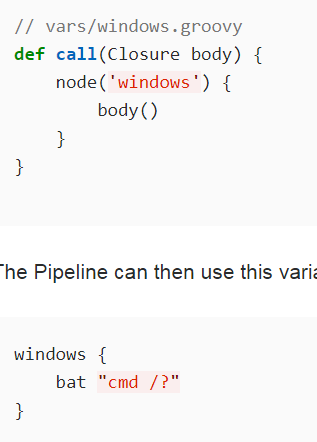 // vars/windows.groovy
def call(Closure body) {
    node('windows') {
        body()
    }
}
The Pipeline can then use this
windows {
    bat "cmd /?"
}